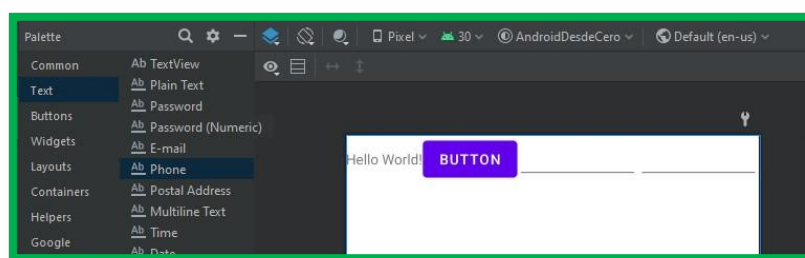 Palette
Pixel
30
AndroidDesdeCero
Default (en-us)
Common
Text
Buttons
Widgets
Layouts
Containers
Helpers
Google
Ab TextView
Ab Plain Text
Ab Password
Ab Password (Numeric)
Ab E-mail
Ab Phone
Ab Postal Address
Ab Multiline Text
Ab Time
Ab Date
Hello World!
BUTTON